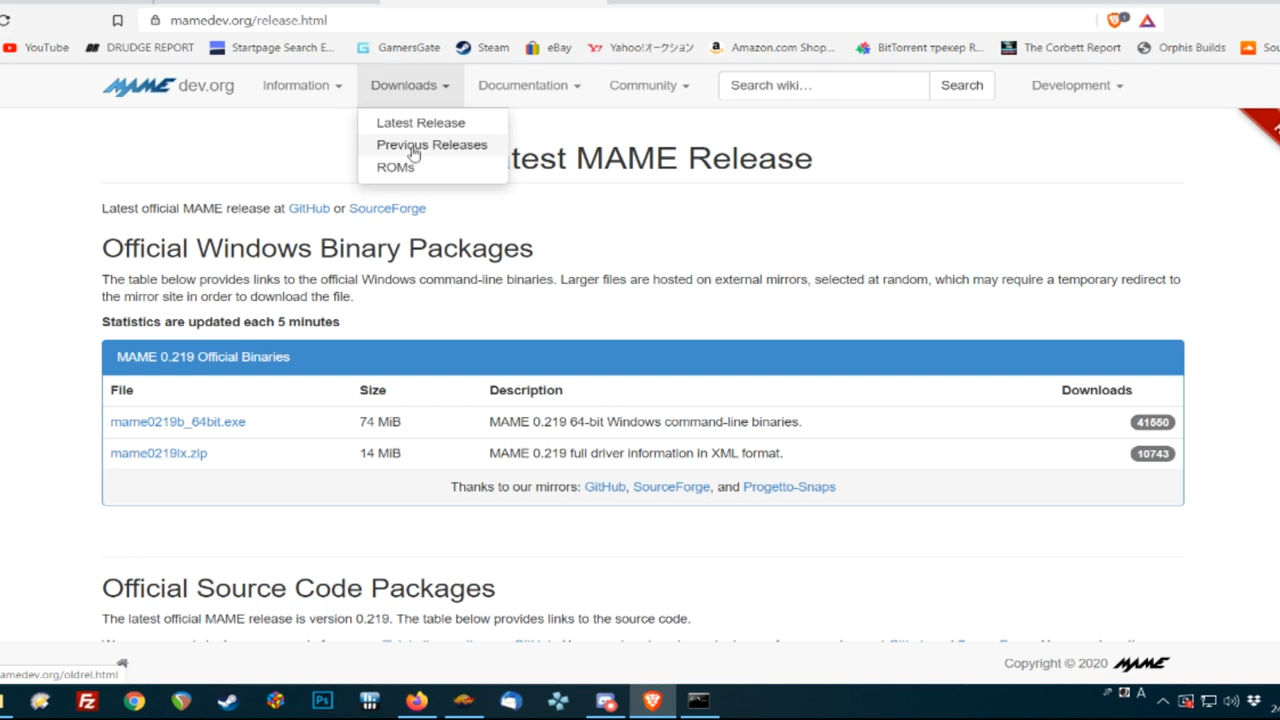 mamedev.org/release.html
YouTube
DRUDGE REPORT
Startpage Search E...
GamersGate
Steam
eBay
Yahoo!オークション
Amazon.com Shop...
BitTorrent трекер R...
The Corbett Report
Orphis Builds
MAME dev.org
Information
Downloads
Documentation
Community
Search wiki...
Search
Development
Latest Release
Previous Releases
ROMs
test MAME Release
Latest official MAME release at GitHub or SourceForge
Official Windows Binary Packages
The table below provides links to the official Windows command-line binaries. Larger files are hosted on external mirrors, selected at random, which may require a temporary redirect to
the mirror site in order to download the file.
Statistics are updated each 5 minutes
MAME 0.219 Official Binaries
File Size Description Downloads
mame0219b_64bit.exe 74 MiB MAME 0.219 64-bit Windows command-line binaries. 41550
mame0219lx.zip 14 MiB MAME 0.219 full driver information in XML format. 10743
Thanks to our mirrors: GitHub, SourceForge, and Progetto-Snaps
Official Source Code Packages
The latest official MAME release is version 0.219. The table below provides links to the source code.
Copyright © 2020 MAME
amedev.org/oldrel.html
Fz
Ps
JP
A